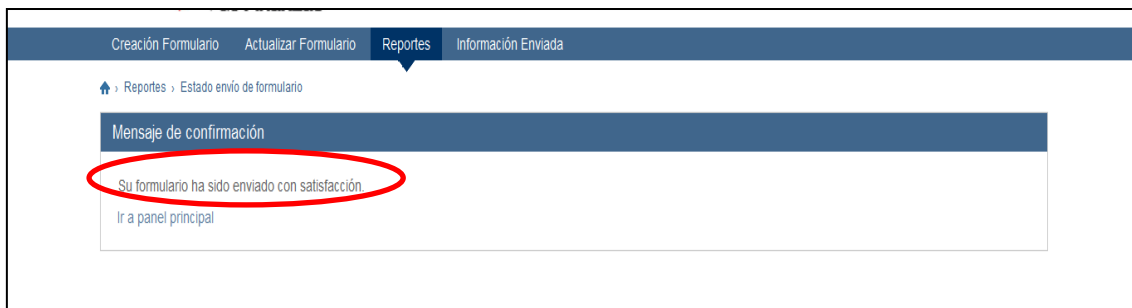 Creación Formulario Actualizar Formulario Reportes Información Enviada
› Reportes › Estado envío de formulario
Mensaje de confirmación
Su formulario ha sido enviado con satisfacción.
Ir a panel principal